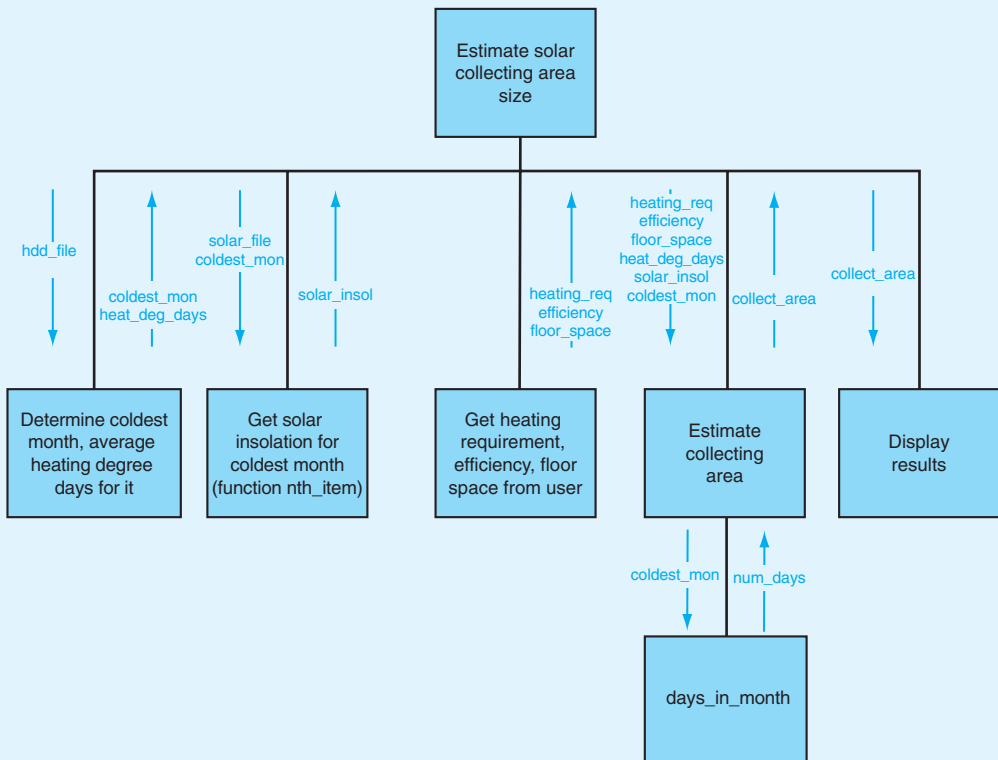 Estimate solar
collecting area
size
hdd_file
coldest_mon
heat_deg_days
solar_file
coldest_mon
solar_insol
heating_req
efficiency
floor_space
heating_req
efficiency
floor_space
heat_deg_days
solar_insol
coldest_mon
collect_area
collect_area
Determine coldest
month, average
heating degree
days for it
Get solar
insolation for
coldest month
(function nth_item)
Get heating
requirement,
efficiency, floor
space from user
Estimate
collecting
area
Display
results
coldest_mon
num_days
days_in_month